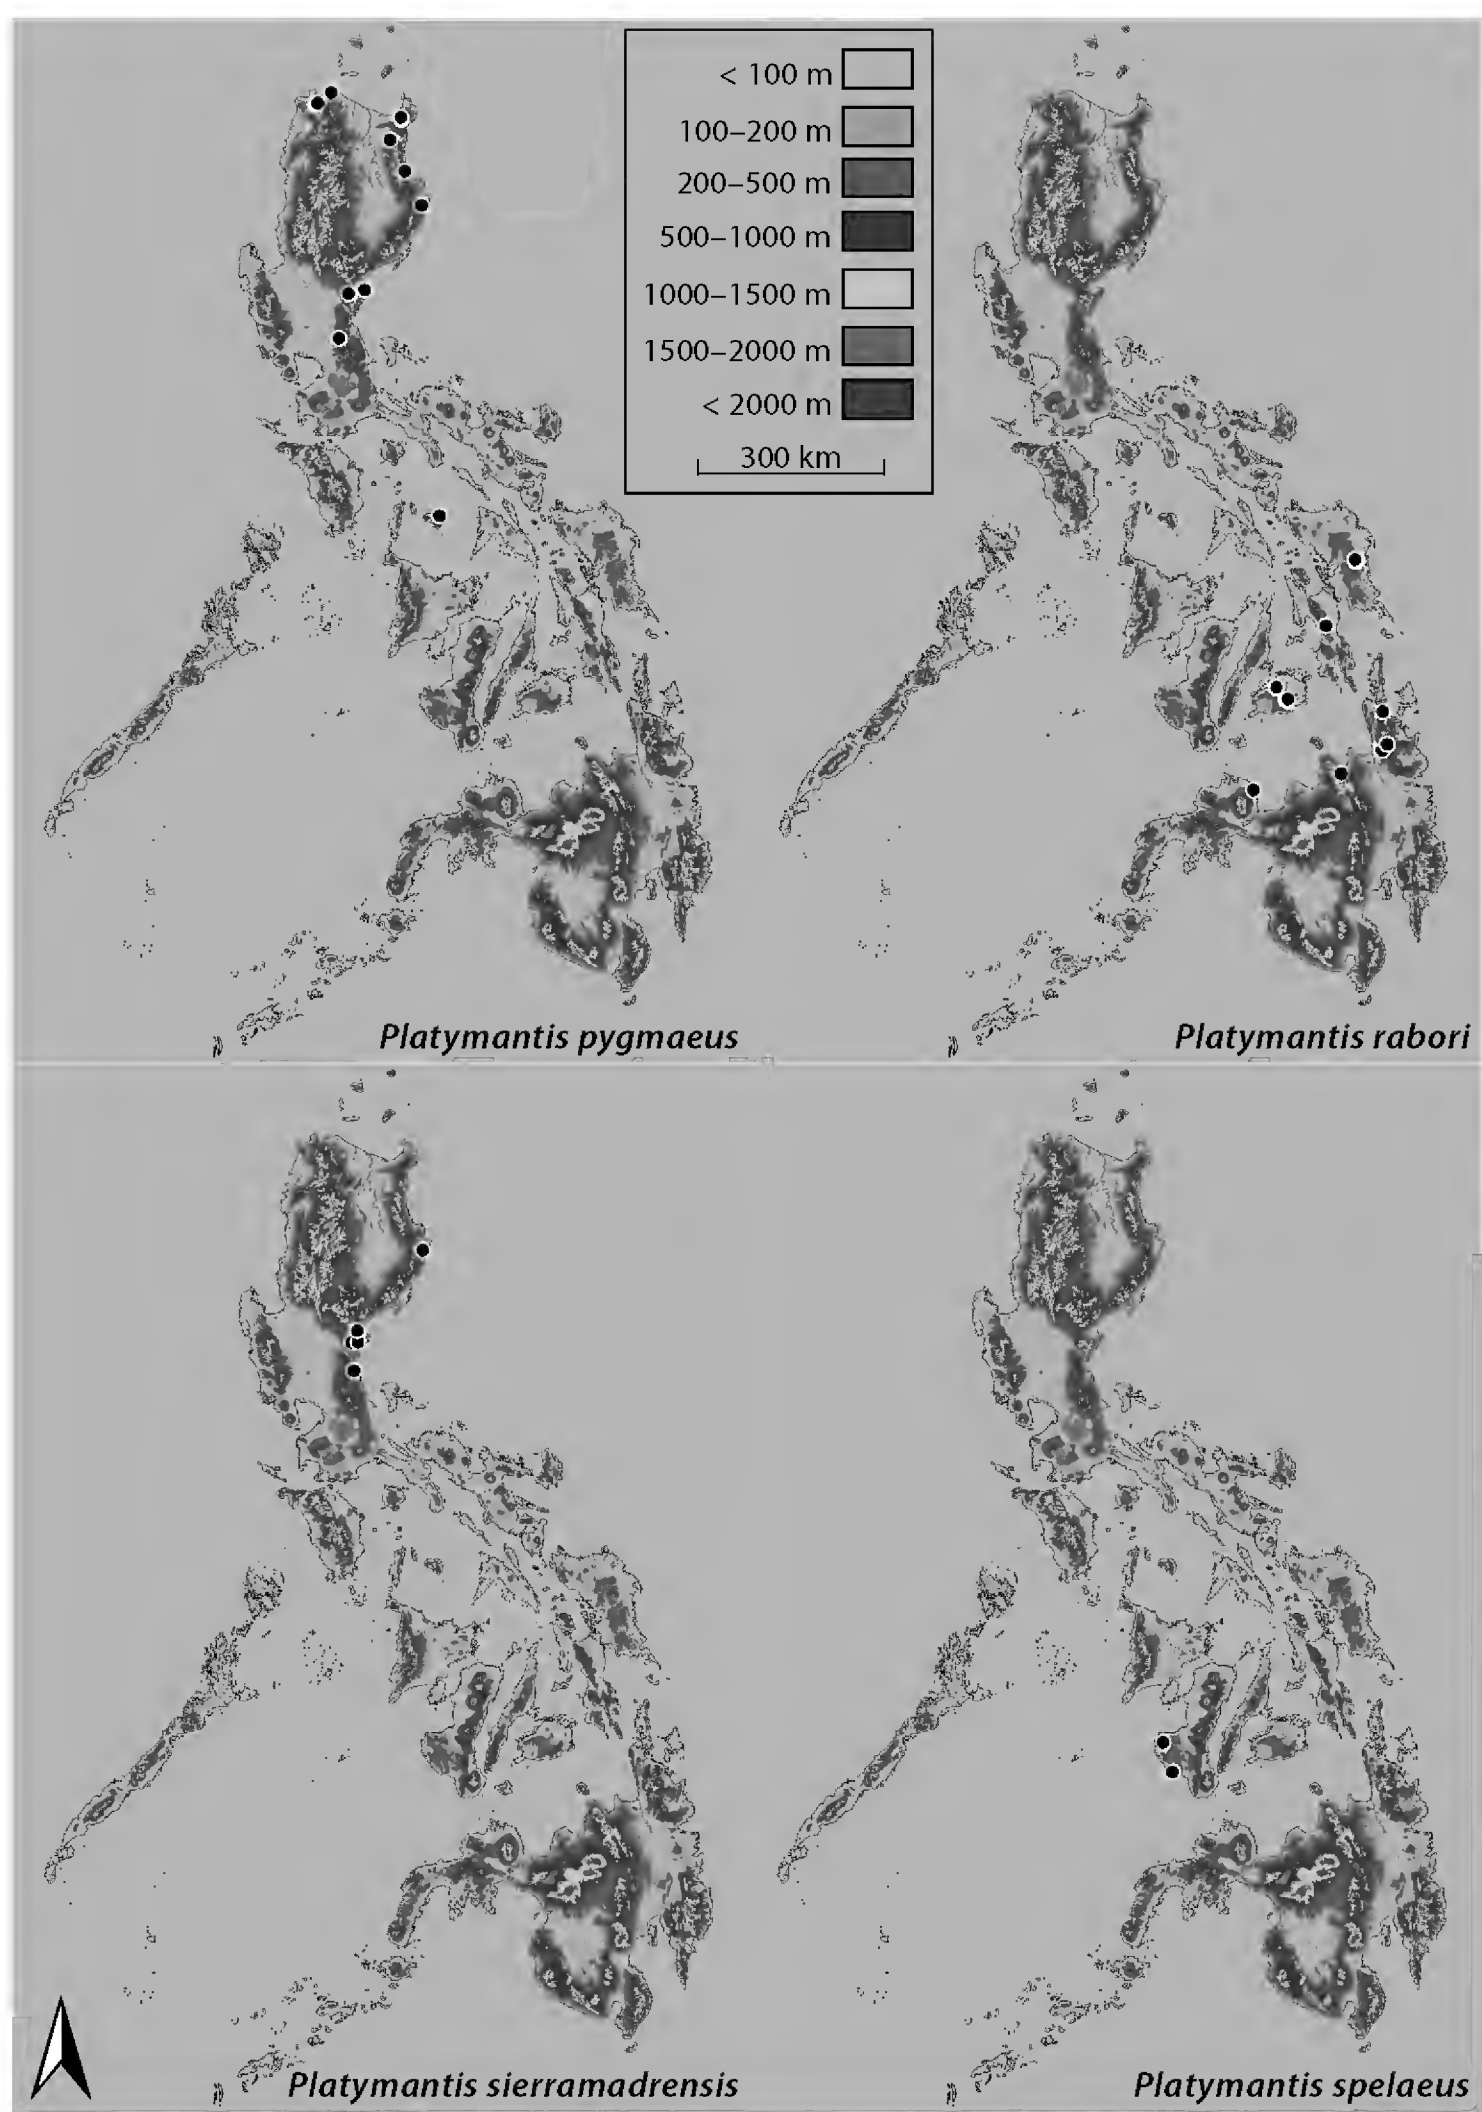 < 100 m
100–200 m
200–500 m
500–1000 m
1000–1500 m
1500–2000 m
< 2000 m
300 km
Platymantis pygmaeus
Platymantis rabori
Platymantis sierramadrensis
Platymantis spelaeus